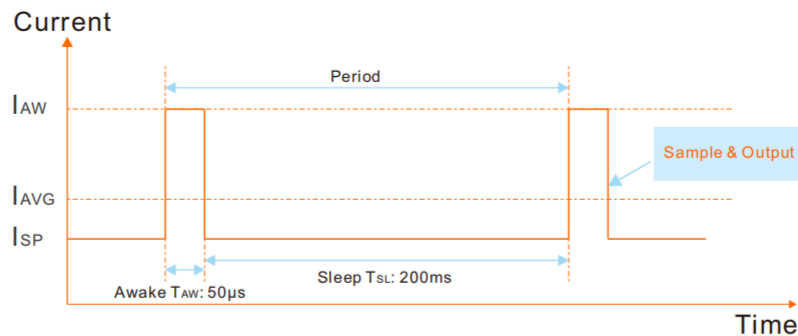 Current
Period
IAW
Sample & Output
IAVG
ISP
Sleep TSL: 200ms
Awake TAW: 50μs
Time